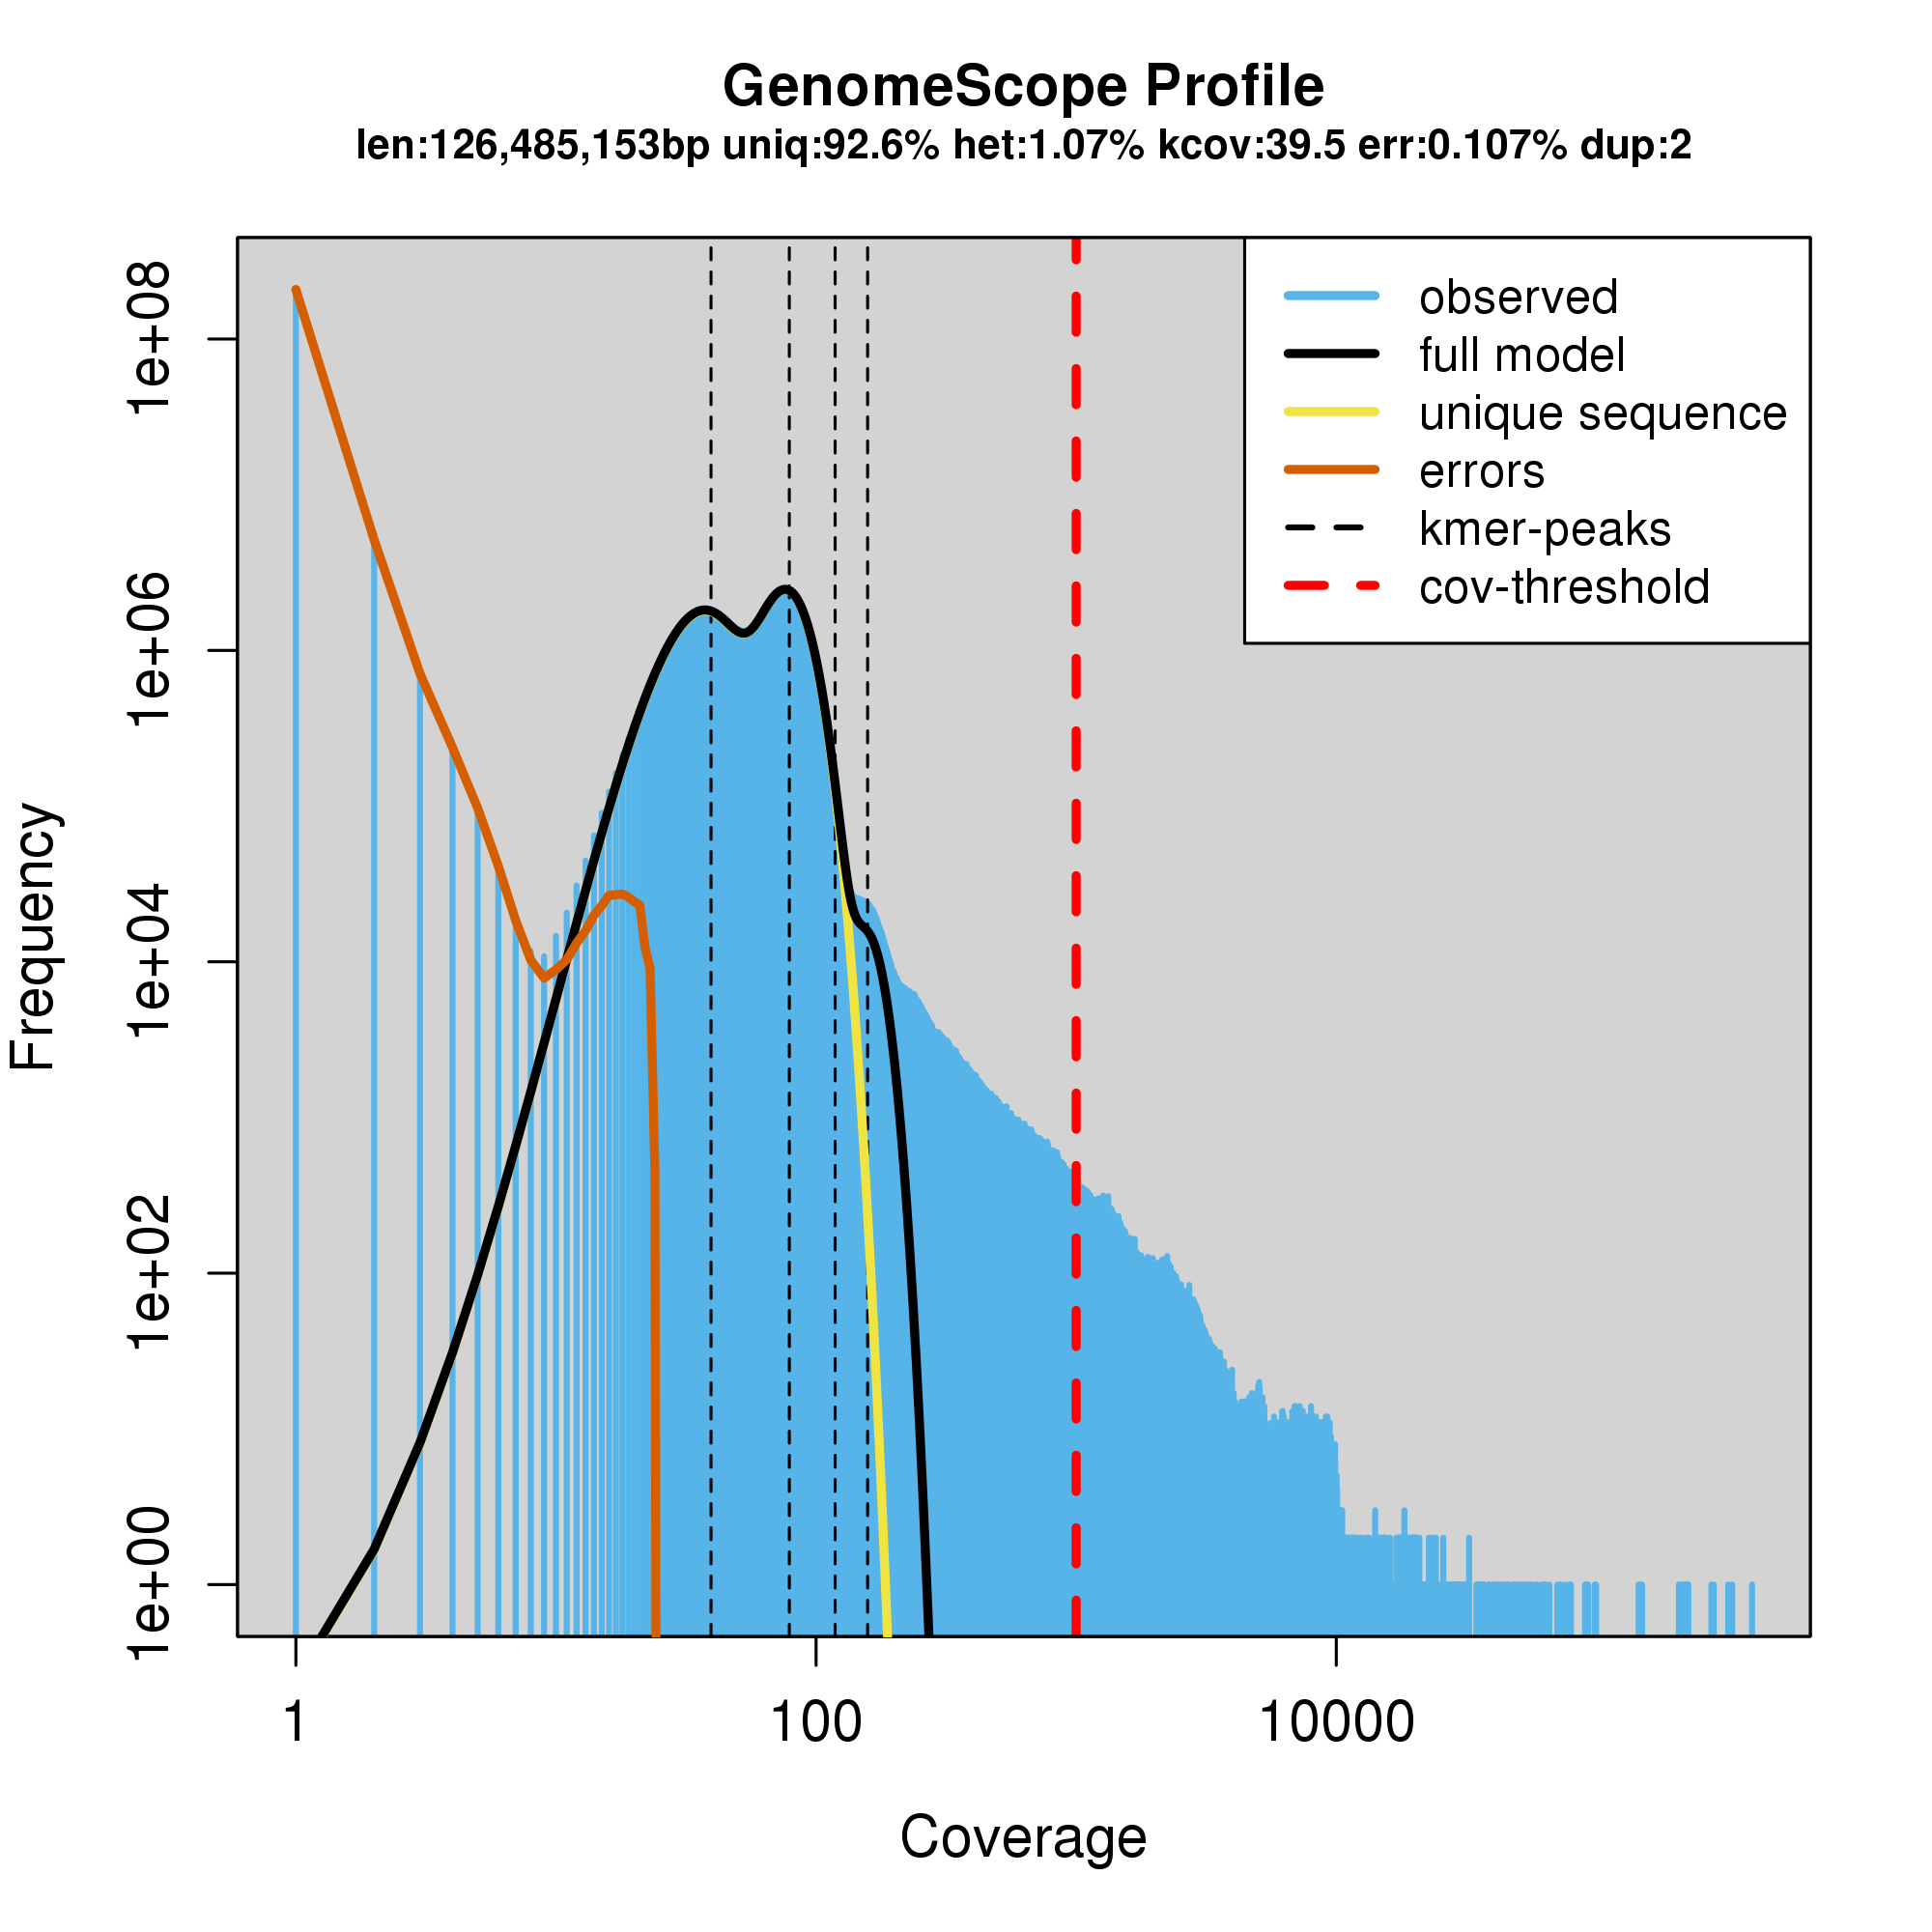 GenomeScope Profile
len:126,485,153bp uniq:92.6% het:1.07% kcov:39.5 err:0.107% dup:2
observed
full model
unique sequence
errors
kmer-peaks
cov-threshold
Frequency
1e+08
1e+06
1e+04
1e+02
1e+00
1
100
10000
Coverage